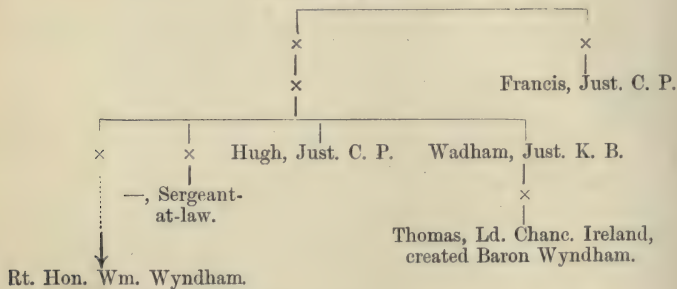 ×
×
|
|
×
Francis, Just. C. P.
×
×
Hugh, Just. C. P.
Wadham, Just. K. B.
—, Sergeant-
at-law.
×
Thomas, Ld. Chanc. Ireland,
created Baron Wyndham.
Rt. Hon. Wm. Wyndham.